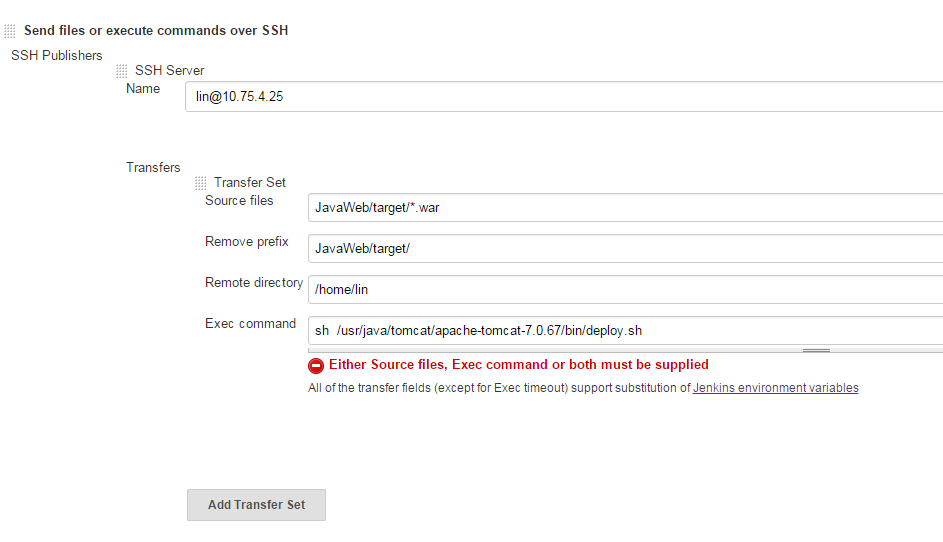 Send files or execute commands over SSH
SSH Publishers
SSH Server
Name
lin@10.75.4.25
Transfers
Transfer Set
Source files
JavaWeb/target/*.war
Remove prefix
JavaWeb/target/
Remote directory
/home/lin
Exec command
sh  /usr/java/tomcat/apache-tomcat-7.0.67/bin/deploy.sh
Either Source files, Exec command or both must be supplied
All of the transfer fields (except for Exec timeout) support substitution of Jenkins environment variables
Add Transfer Set